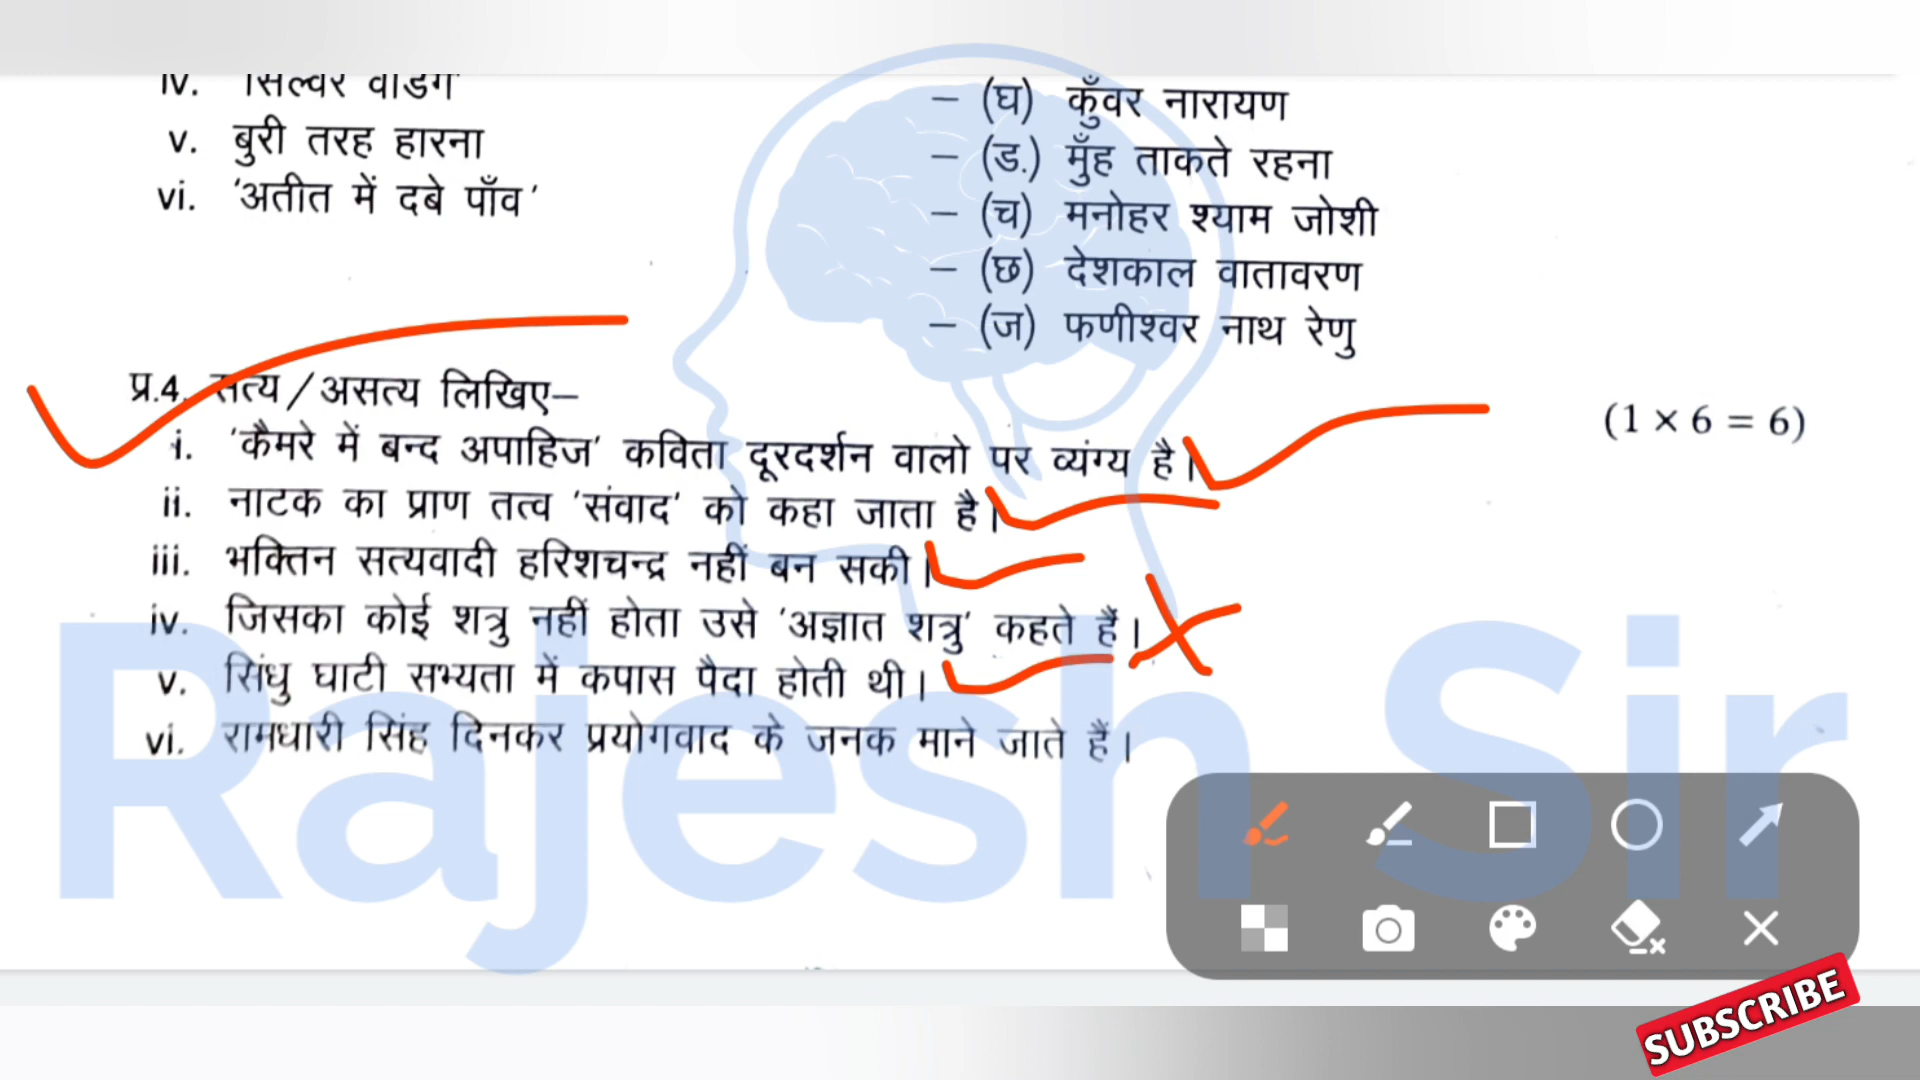 iv. 'सिल्वर वैडिंग'
– (घ) कुँवर नारायण
v. बुरी तरह हारना
– (ड.) मुँह ताकते रहना
vi. 'अतीत में दबे पाँव'
– (च) मनोहर श्याम जोशी
– (छ) देशकाल वातावरण
– (ज) फणीश्वर नाथ रेणु
प्र.4. सत्य/असत्य लिखिए–
(1 × 6 = 6)
i. 'कैमरे में बन्द अपाहिज' कविता दूरदर्शन वालो पर व्यंग्य है।
ii. नाटक का प्राण तत्व 'संवाद' को कहा जाता है।
iii. भक्तिन सत्यवादी हरिशचन्द्र नहीं बन सकी।
iv. जिसका कोई शत्रु नहीं होता उसे 'अज्ञात शत्रु' कहते हैं।
v. सिंधु घाटी सभ्यता में कपास पैदा होती थी।
vi. रामधारी सिंह दिनकर प्रयोगवाद के जनक माने जाते हैं।
Rajesh Sir
SUBSCRIBE